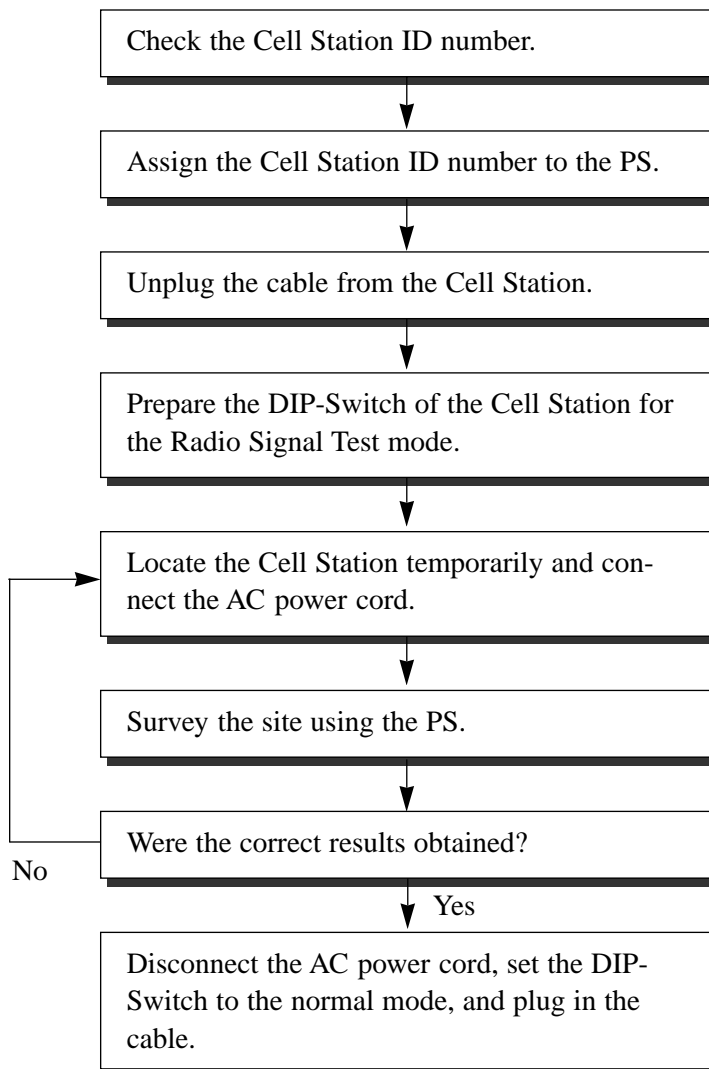 Check the Cell Station ID number.
Assign the Cell Station ID number to the PS.
Unplug the cable from the Cell Station.
Prepare the DIP-Switch of the Cell Station for
the Radio Signal Test mode.
Locate the Cell Station temporarily and con-
nect the AC power cord.
Survey the site using the PS.
Were the correct results obtained?
No
Yes
Disconnect the AC power cord, set the DIP-
Switch to the normal mode, and plug in the
cable.